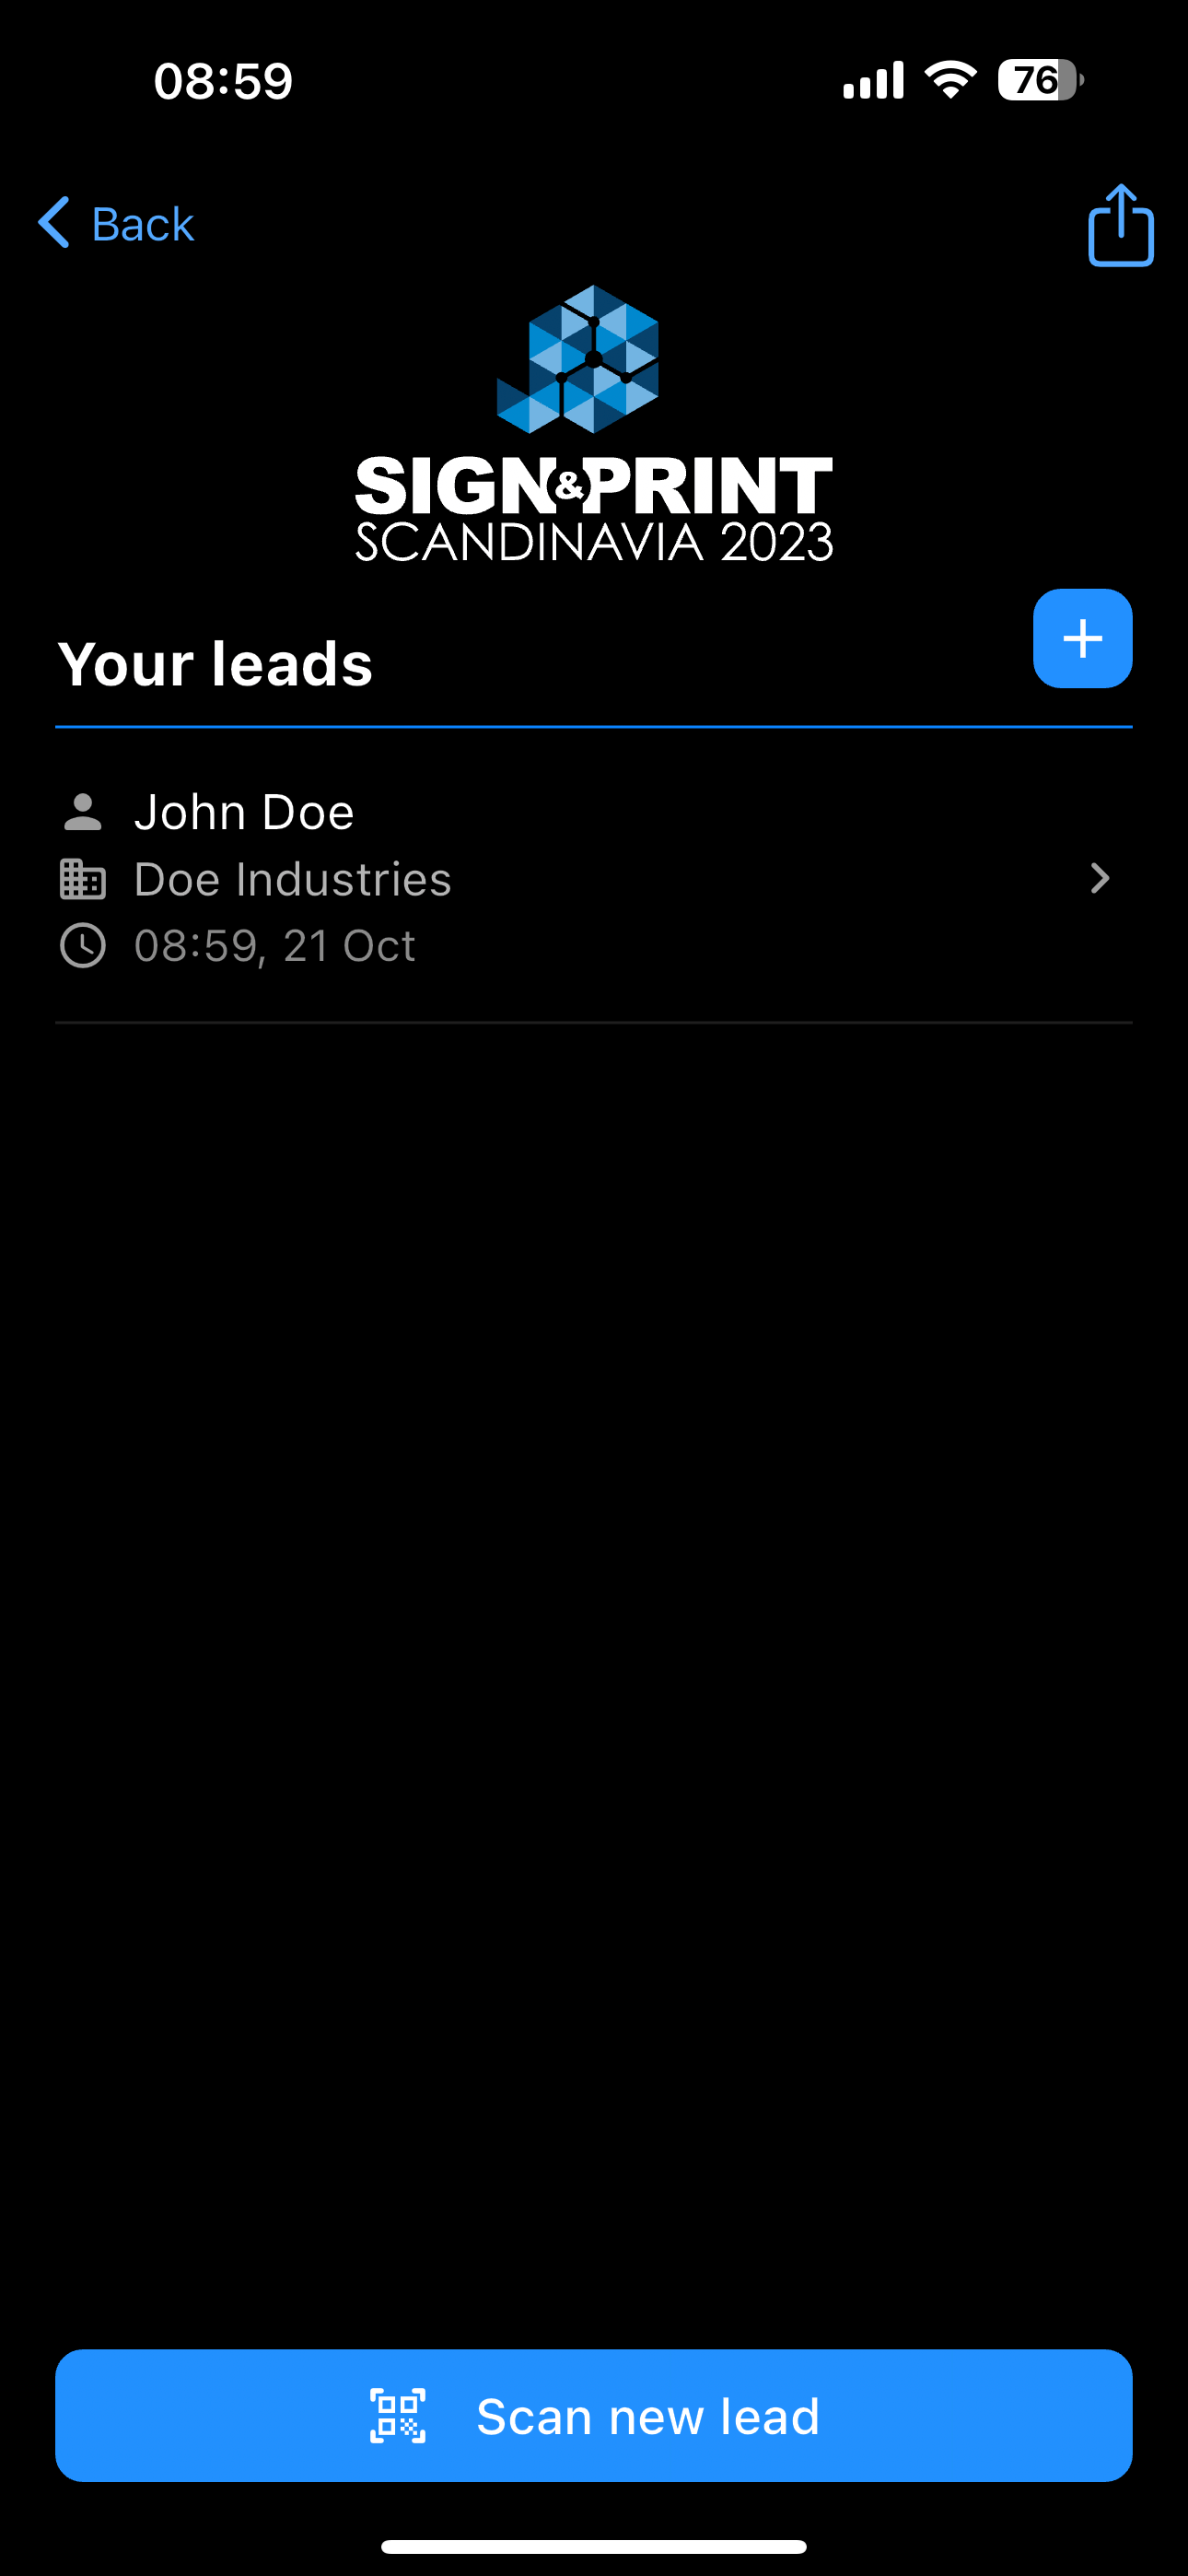 08:59
76
Back
SIGN&PRINT
SCANDINAVIA 2023
Your leads
+
John Doe
Doe Industries
08:59, 21 Oct
Scan new lead